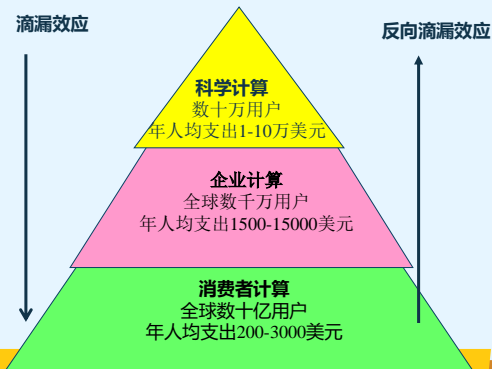 滴漏效应
反向滴漏效应
科学计算
数十万用户
年人均支出1-10万美元
企业计算
全球数千万用户
年人均支出1500-15000美元
消费者计算
全球数十亿用户
年人均支出200-3000美元